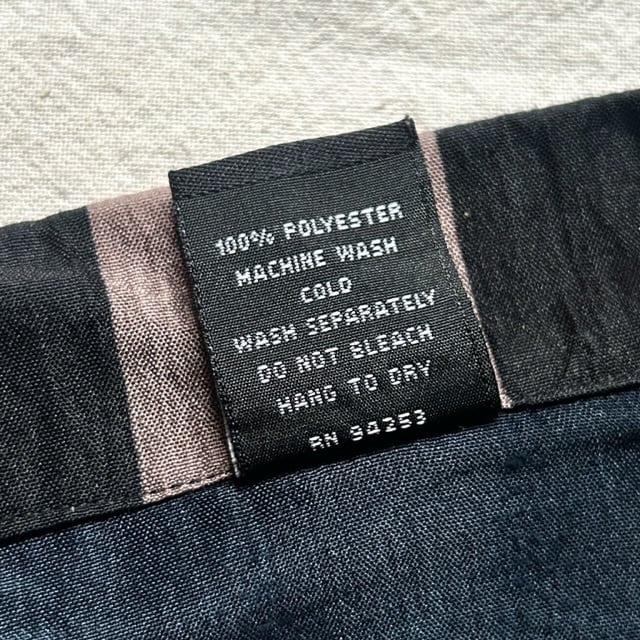 100% POLYESTER
MACHINE WASH
COLD
WASH SEPARATELY
DO NOT BLEACH
HANG TO DRY
RN 94253